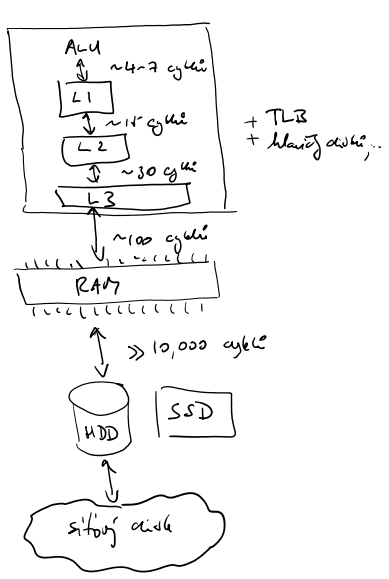 ALU
~4-7 cyklů
L1
~15 cyklů
L2
~30 cyklů
L3
+ TLB
+ hlavičky disků,...
~100 cyklů
RAM
≫ 10,000 cyklů
HDD
SSD
síťový disk